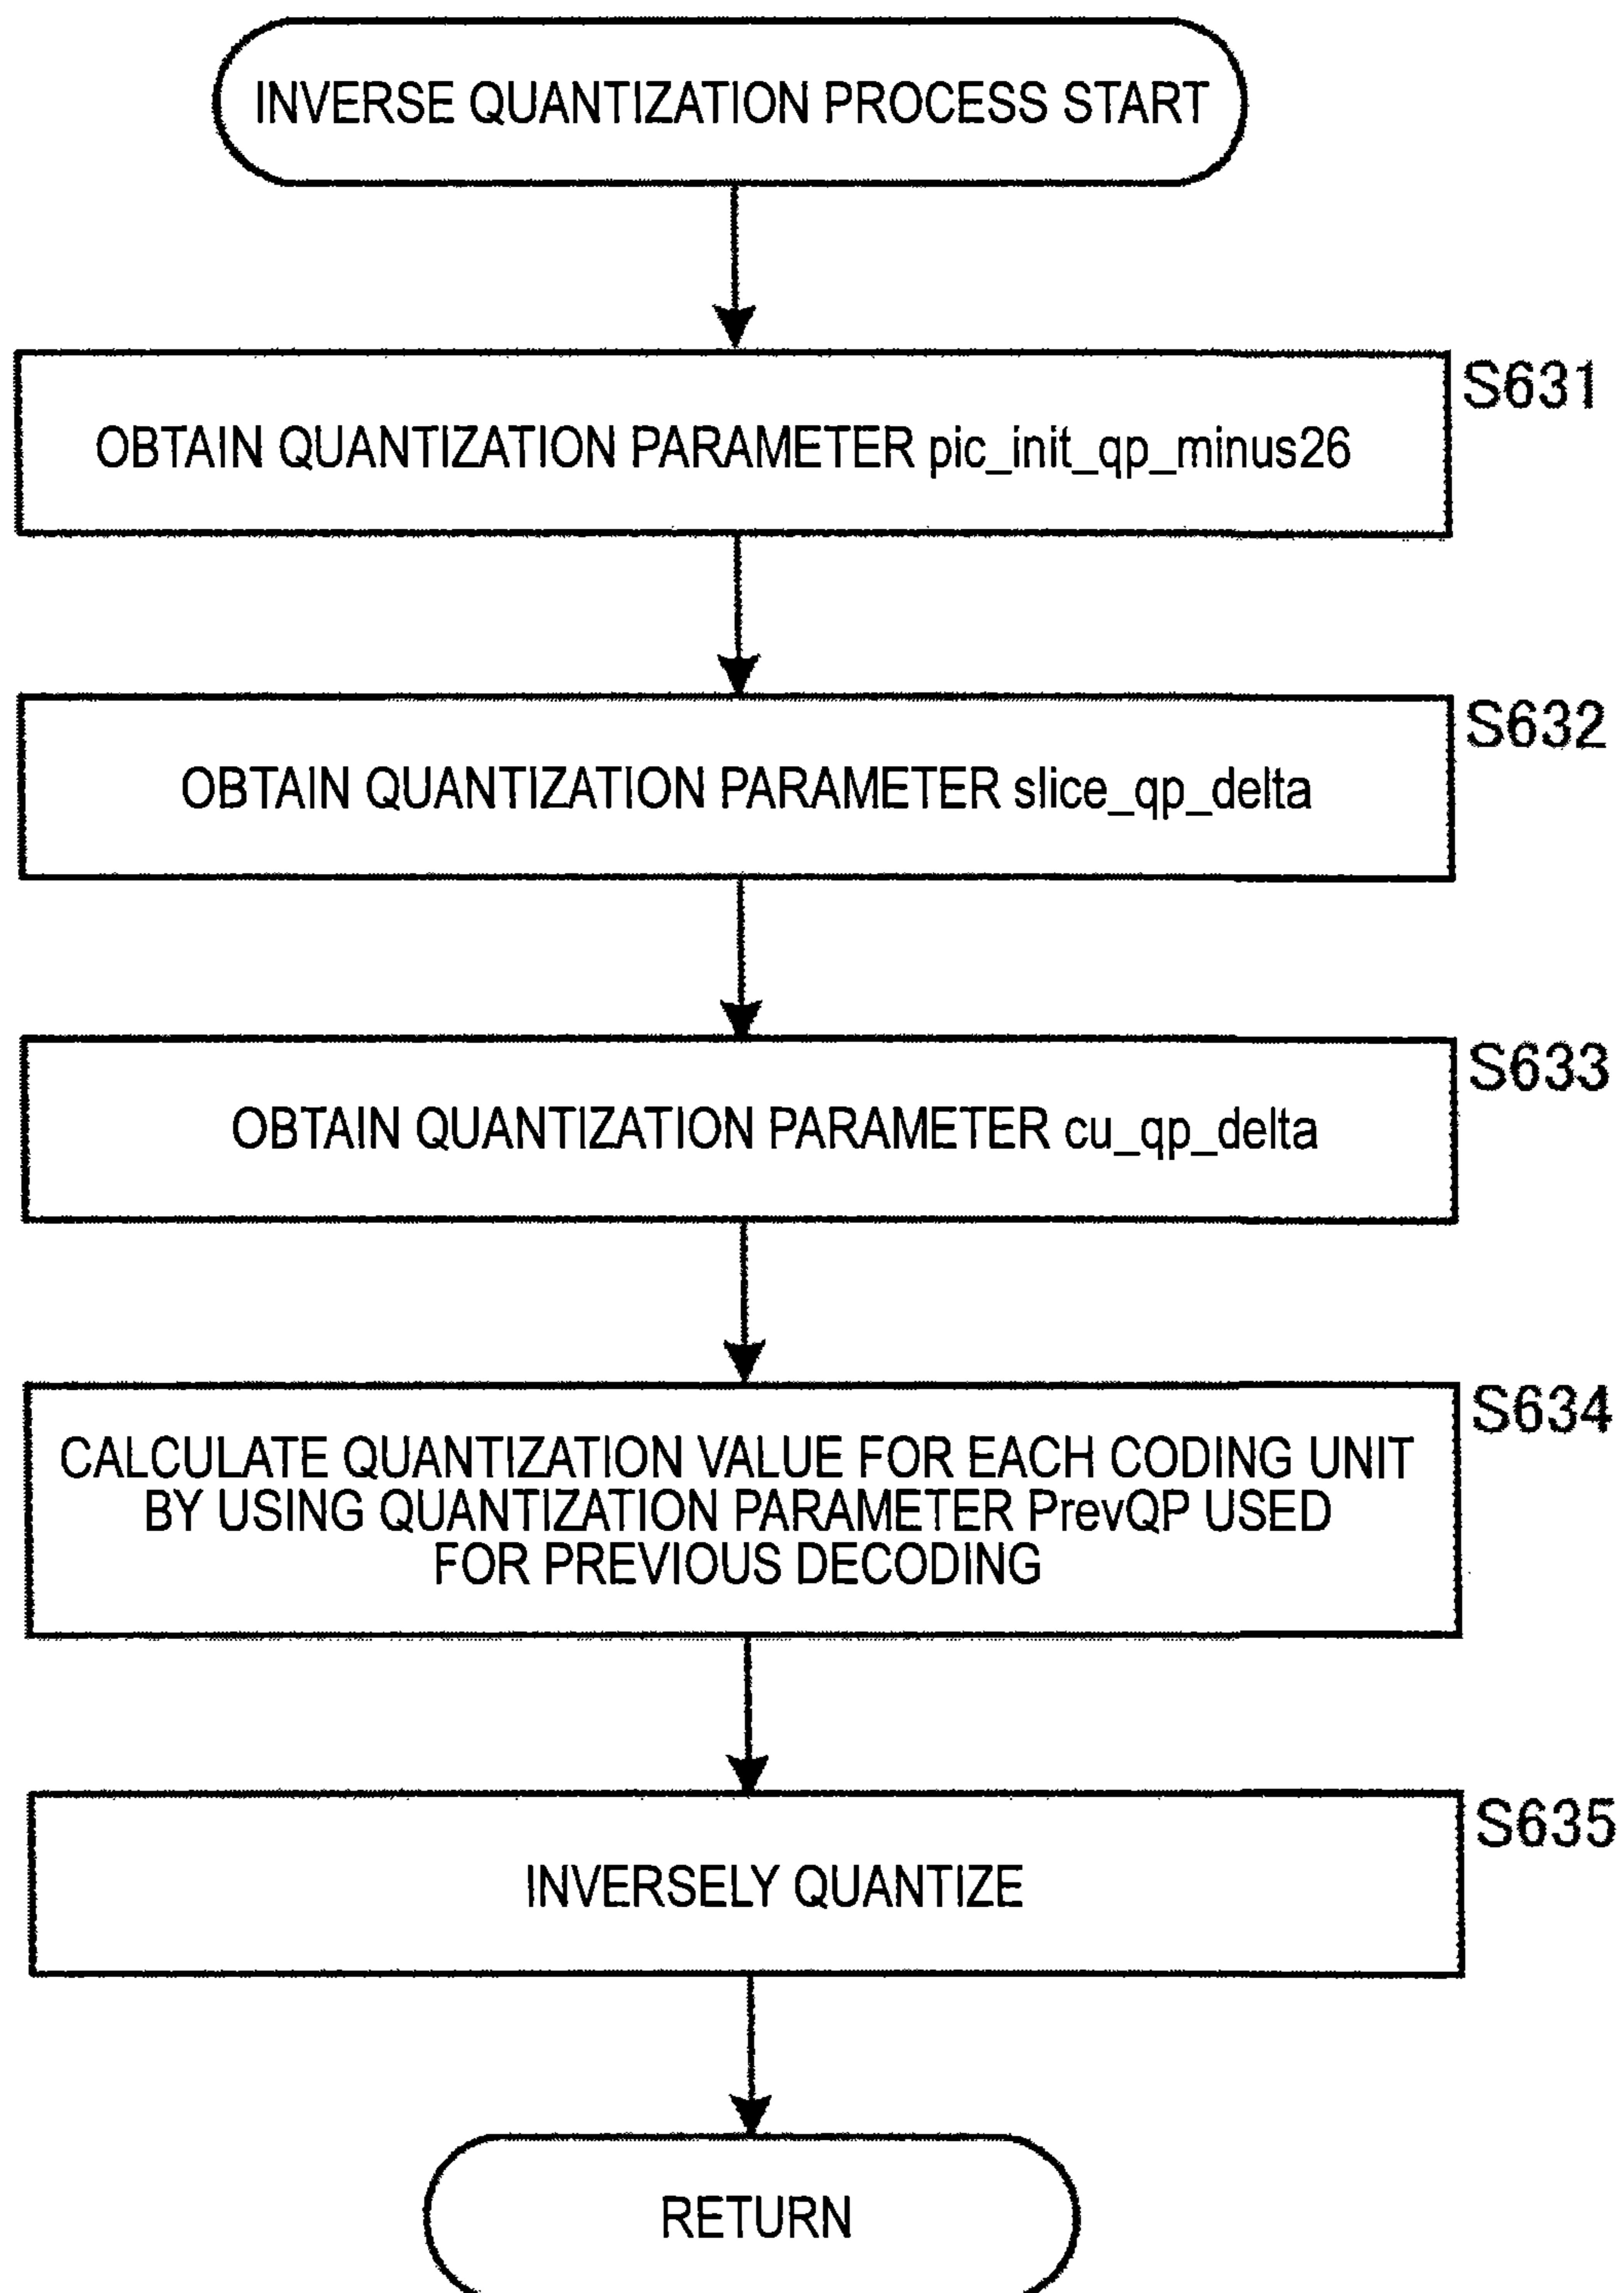 INVERSE QUANTIZATION PROCESS START
S631
OBTAIN QUANTIZATION PARAMETER pic_init_qp_minus26
S632
OBTAIN QUANTIZATION PARAMETER slice_qp_delta
S633
OBTAIN QUANTIZATION PARAMETER cu_qp_delta
S634
CALCULATE QUANTIZATION VALUE FOR EACH CODING UNIT
BY USING QUANTIZATION PARAMETER PrevQP USED
FOR PREVIOUS DECODING
S635
INVERSELY QUANTIZE
RETURN